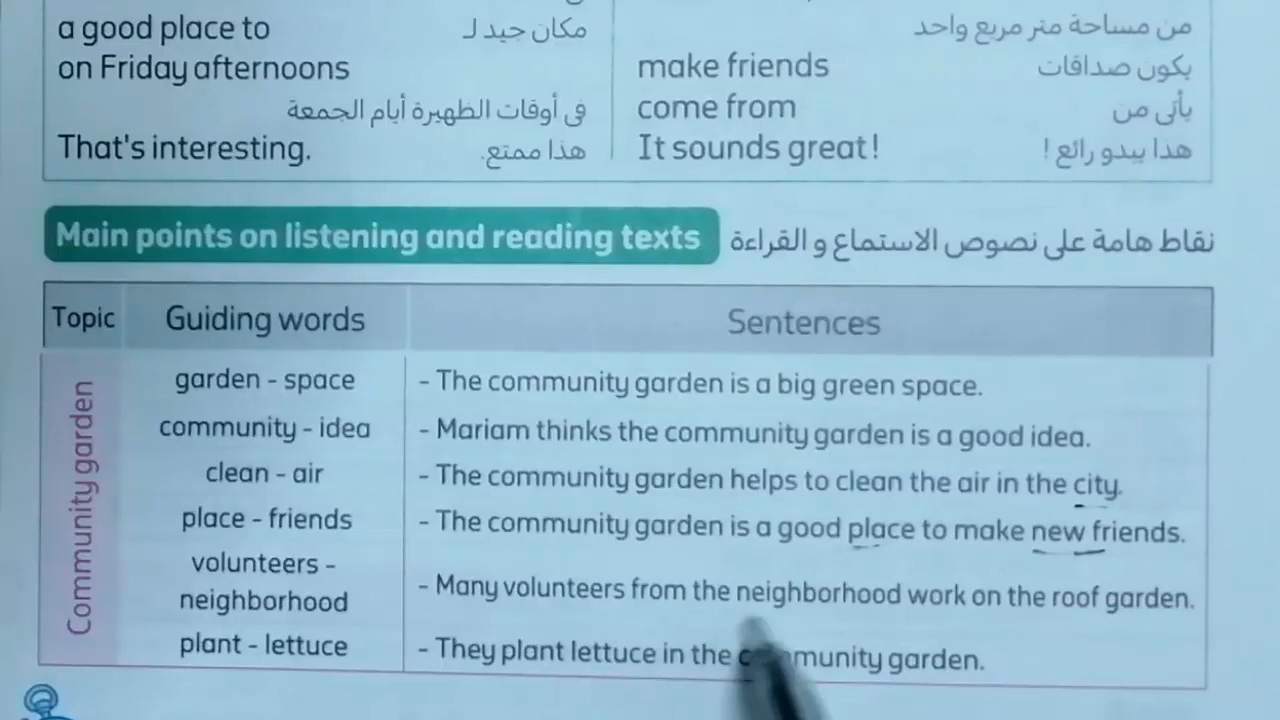 a good place to مكان جيد لـ
on Friday afternoons
فى أوقات الظهيرة أيام الجمعة
That's interesting. هذا ممتع.
من مساحة متر مربع واحد
make friends يكون صداقات
come from يأتى من
It sounds great! هذا يبدو رائع !
Main points on listening and reading texts نقاط هامة على نصوص الاستماع و القراءة
Topic Guiding words Sentences
Community garden
garden - space - The community garden is a big green space.
community - idea - Mariam thinks the community garden is a good idea.
clean - air - The community garden helps to clean the air in the city.
place - friends - The community garden is a good place to make new friends.
volunteers -
neighborhood - Many volunteers from the neighborhood work on the roof garden.
plant - lettuce - They plant lettuce in the community garden.